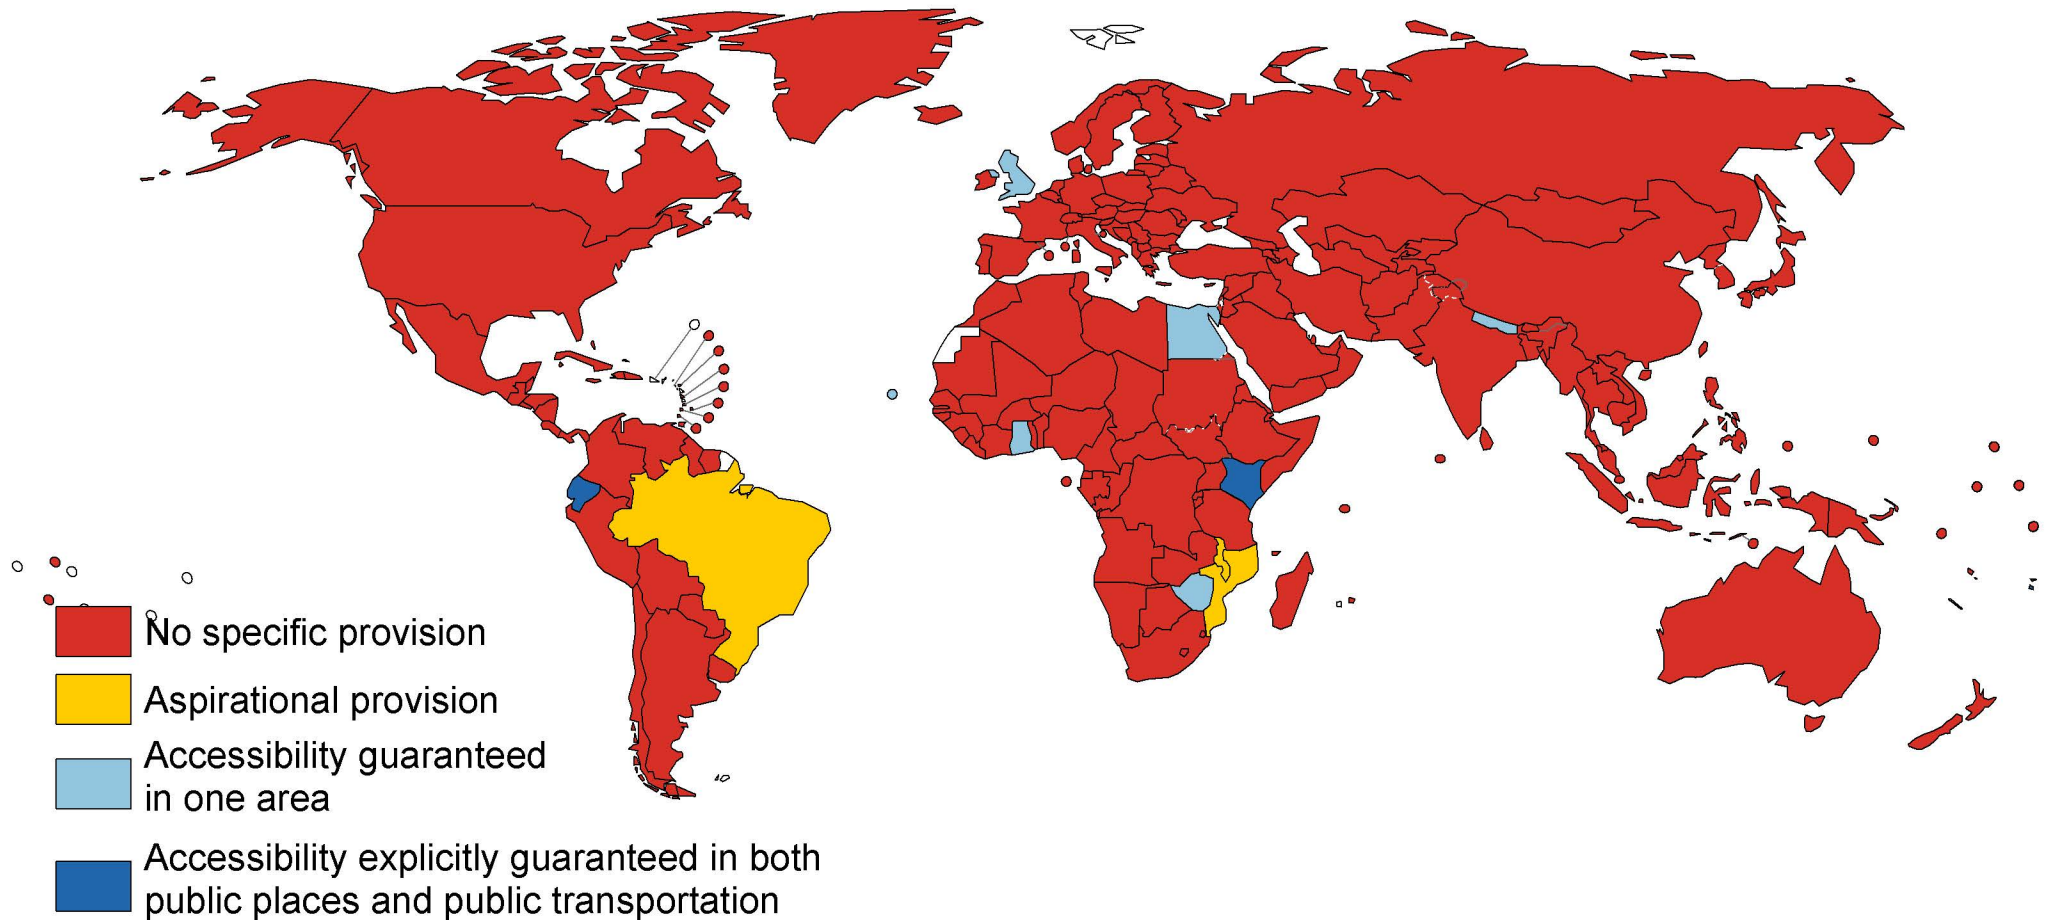 No specific provision
Aspirational provision
Accessibility guaranteed
in one area
Accessibility explicitly guaranteed in both
public places and public transportation